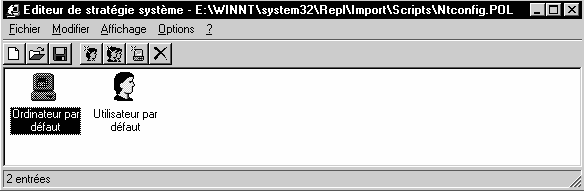 Editeur de stratégie système - E:\WINNT\system32\Repl\Import\Scripts\Ntconfig.POL
Fichier Modifier Affichage Options ?
Ordinateur par
défaut
Utilisateur par
défaut
2 entrées